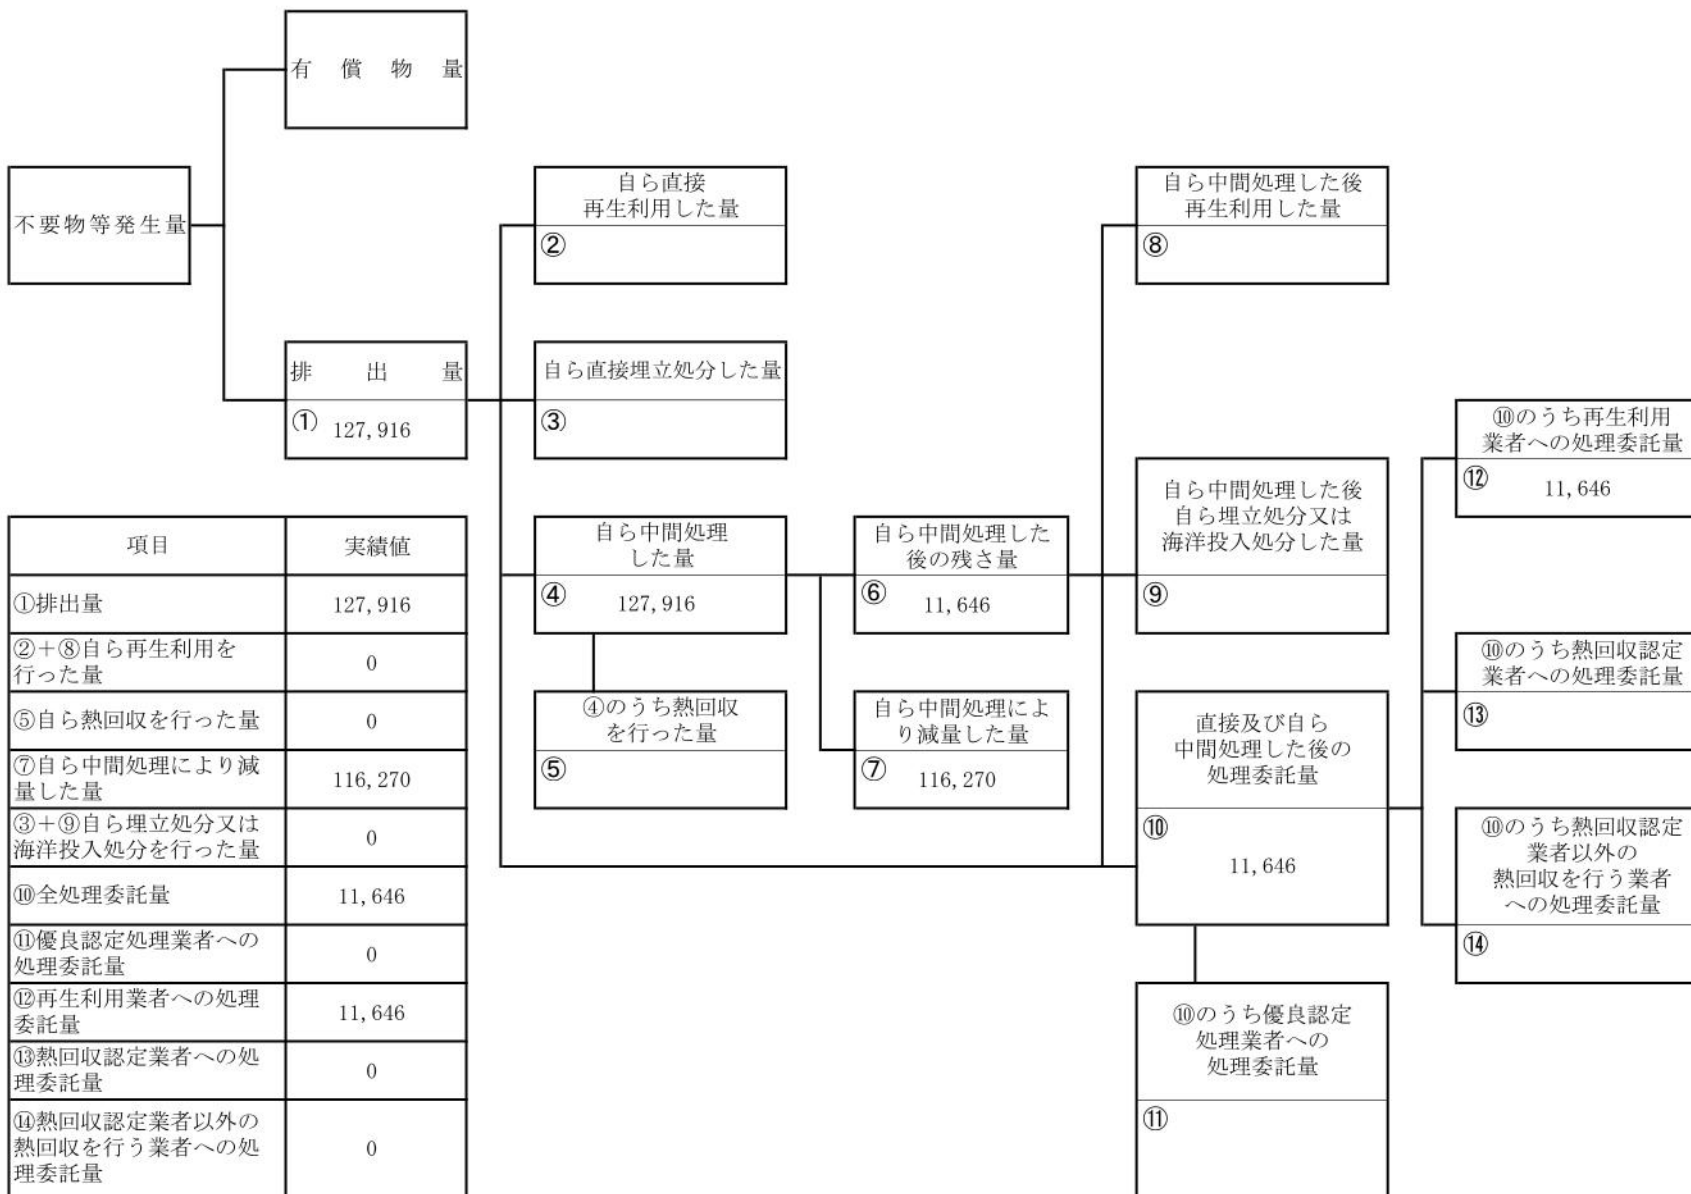 有償物量
不要物等発生量
排出量
① 127,916
自ら直接
再生利用した量
②
自ら直接埋立処分した量
③
自ら中間処理
した量
④ 127,916
④のうち熱回収
を行った量
⑤
自ら中間処理した
後の残さ量
⑥ 11,646
自ら中間処理によ
り減量した量
⑦ 116,270
自ら中間処理した後
再生利用した量
⑧
自ら中間処理した後
自ら埋立処分又は
海洋投入処分した量
⑨
直接及び自ら
中間処理した後の
処理委託量
⑩
11,646
⑩のうち優良認定
処理業者への
処理委託量
⑪
⑩のうち再生利用
業者への処理委託量
⑫ 11,646
⑩のうち熱回収認定
業者への処理委託量
⑬
⑩のうち熱回収認定
業者以外の
熱回収を行う業者
への処理委託量
⑭
項目 実績値
①排出量 127,916
②+⑧自ら再生利用を
行った量 0
⑤自ら熱回収を行った量 0
⑦自ら中間処理により減
量した量 116,270
③+⑨自ら埋立処分又は
海洋投入処分を行った量 0
⑩全処理委託量 11,646
⑪優良認定処理業者への
処理委託量 0
⑫再生利用業者への処理
委託量 11,646
⑬熱回収認定業者への処
理委託量 0
⑭熱回収認定業者以外の
熱回収を行う業者への処
理委託量 0